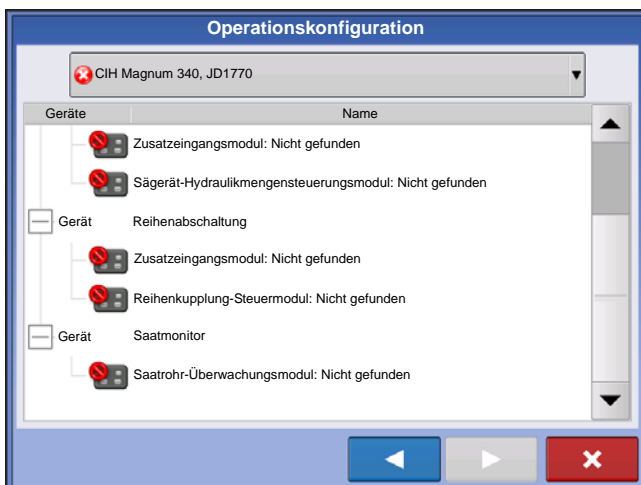 Operationskonfiguration
CIH Magnum 340, JD1770
Geräte Name
Zusatzeingangsmodul: Nicht gefunden
Sägerät-Hydraulikmengensteuerungsmodul: Nicht gefunden
Gerät Reihenabschaltung
Zusatzeingangsmodul: Nicht gefunden
Reihenkupplung-Steuermodul: Nicht gefunden
Gerät Saatmonitor
Saatrohr-Überwachungsmodul: Nicht gefunden